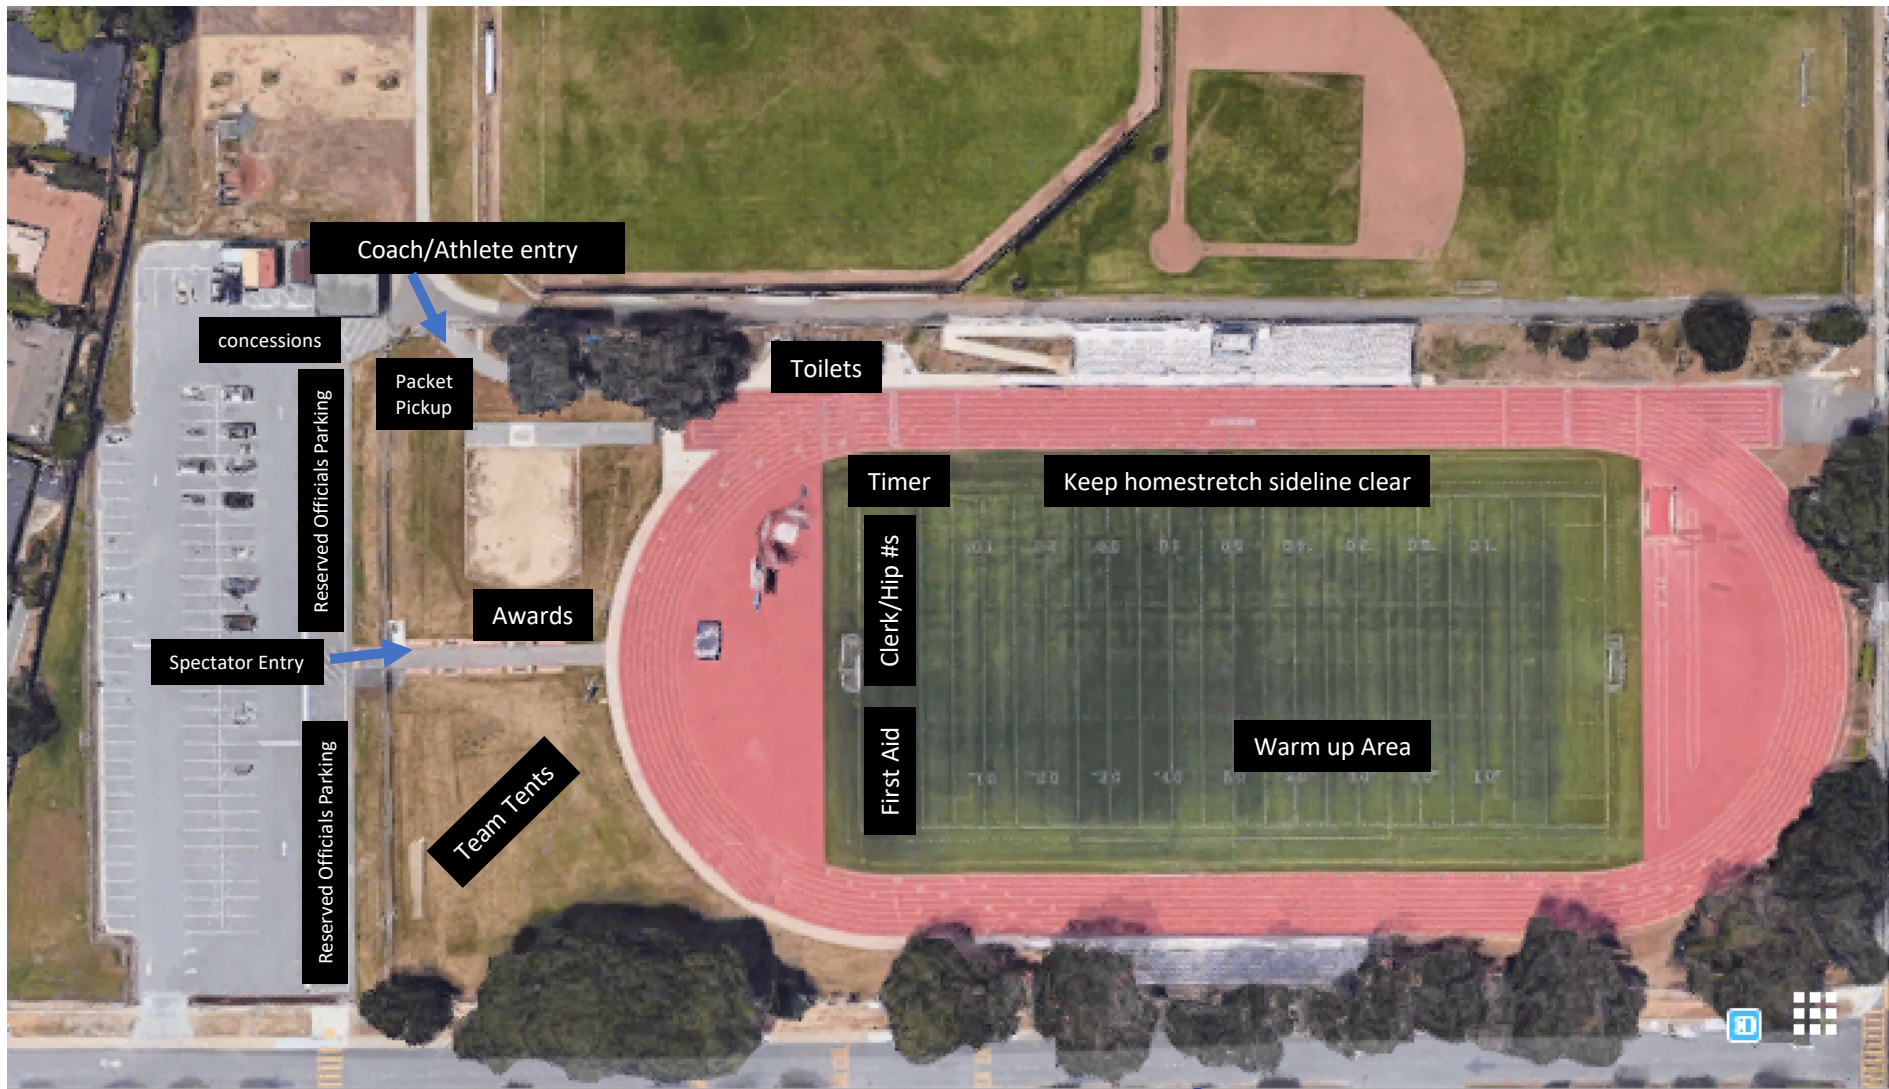 Coach/Athlete entry
concessions
Toilets
Packet
Pickup
Reserved Officials Parking
Timer
Keep homestretch sideline clear
Clerk/Hip #s
Awards
Spectator Entry
First Aid
Warm up Area
Team Tents
Reserved Officials Parking